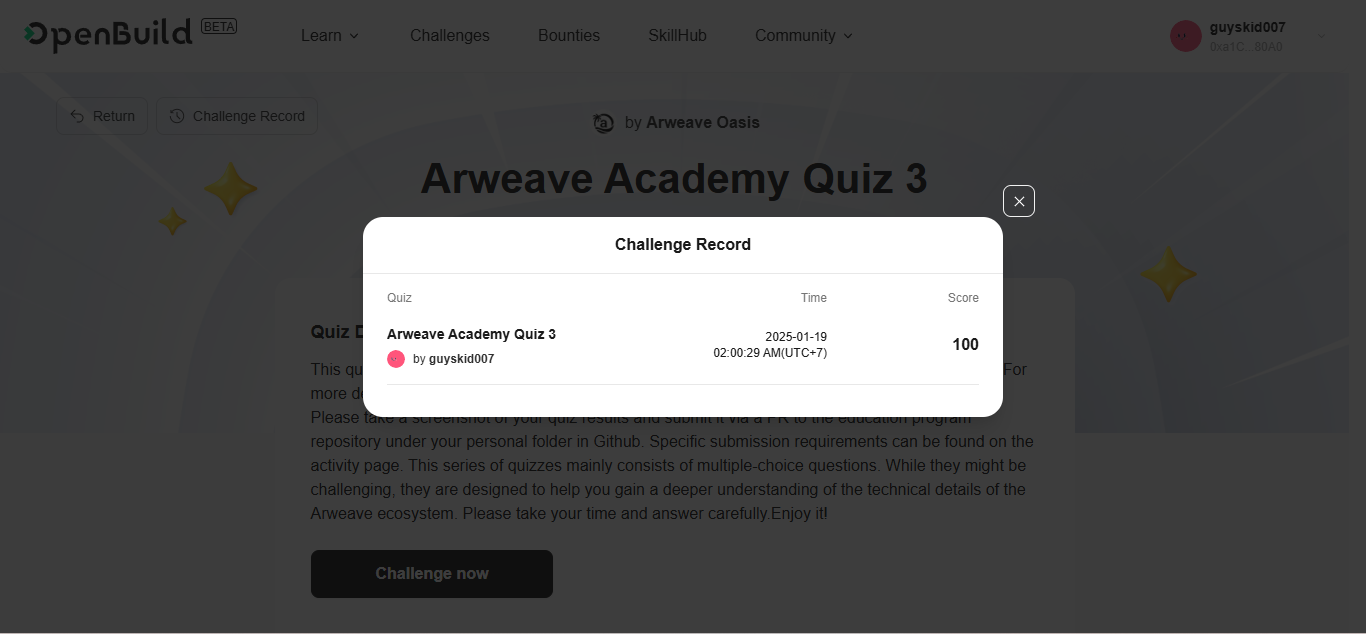 OpenBuild BETA
Learn
Challenges
Bounties
SkillHub
Community
guyskid007
0xa1C...80A0
Return
Challenge Record
by Arweave Oasis
Arweave Academy Quiz 3
Challenge Record
Quiz Time Score
Arweave Academy Quiz 3
by guyskid007
2025-01-19
02:00:29 AM(UTC+7)
100
Quiz D
This qu For
more de
Please take a screenshot of your quiz results and submit it via a PR to the education program
repository under your personal folder in Github. Specific submission requirements can be found on the
activity page. This series of quizzes mainly consists of multiple-choice questions. While they might be
challenging, they are designed to help you gain a deeper understanding of the technical details of the
Arweave ecosystem. Please take your time and answer carefully.Enjoy it!
Challenge now